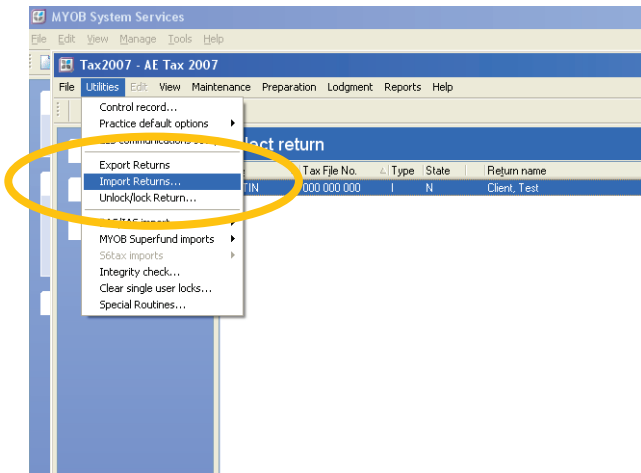 MYOB System Services
File Edit View Manage Tools Help
Tax2007 - AE Tax 2007
File Utilities Edit View Maintenance Preparation Lodgment Reports Help
Control record...
Practice default options
lect return
Export Returns
Tax File No. Type State Return name
Import Returns...
TIN 000 000 000 I N Client, Test
Unlock/lock Return...
MYOB Superfund imports
S6tax imports
Integrity check...
Clear single user locks...
Special Routines...